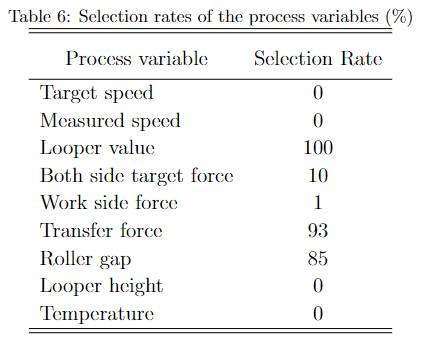 Table 6: Selection rates of the process variables (%)
Process variable Selection Rate
Target speed 0
Measured speed 0
Looper value 100
Both side target force 10
Work side force 1
Transfer force 93
Roller gap 85
Looper height 0
Temperature 0